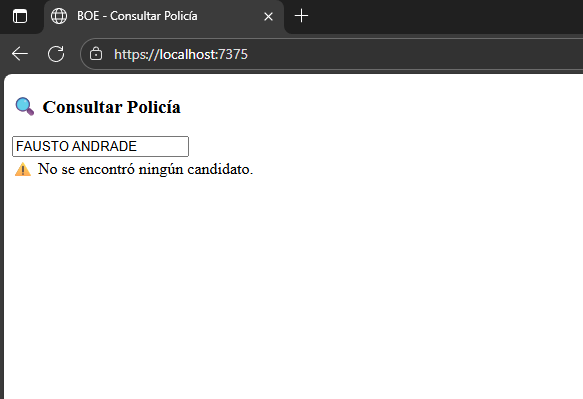 BOE - Consultar Policía
https://localhost:7375
Consultar Policía
FAUSTO ANDRADE
No se encontró ningún candidato.